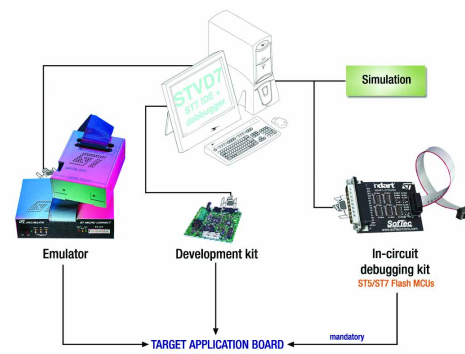 STVD7
ST7 IDE +
debugger
Simulation
SofTec
Emulator
Development kit
In-circuit
debugging kit
ST5/ST7 Flash MCUs
mandatory
TARGET APPLICATION BOARD